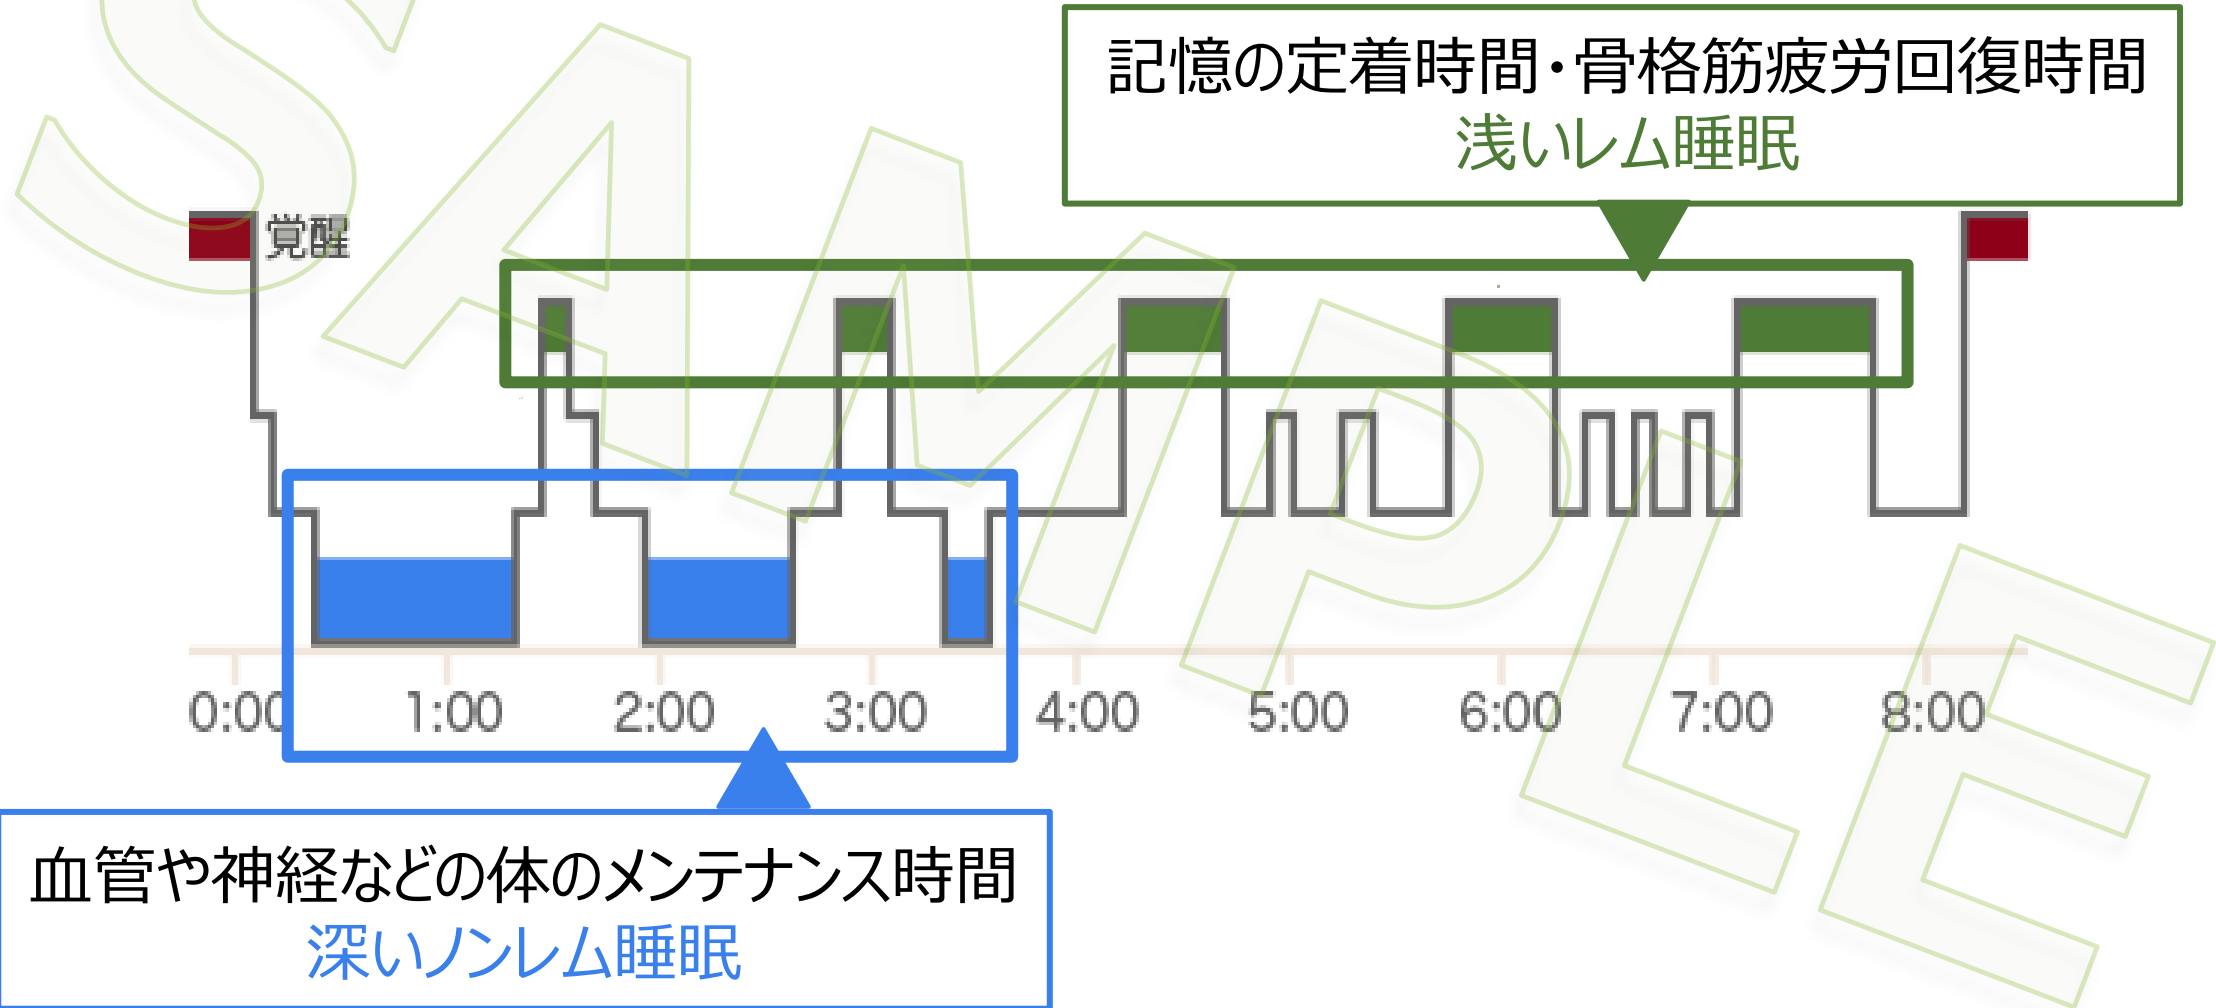 記憶の定着時間・骨格筋疲労回復時間
浅いレム睡眠
覚醒
0:00 1:00 2:00 3:00 4:00 5:00 6:00 7:00 8:00
血管や神経などの体のメンテナンス時間
深いノンレム睡眠
SAMPLE